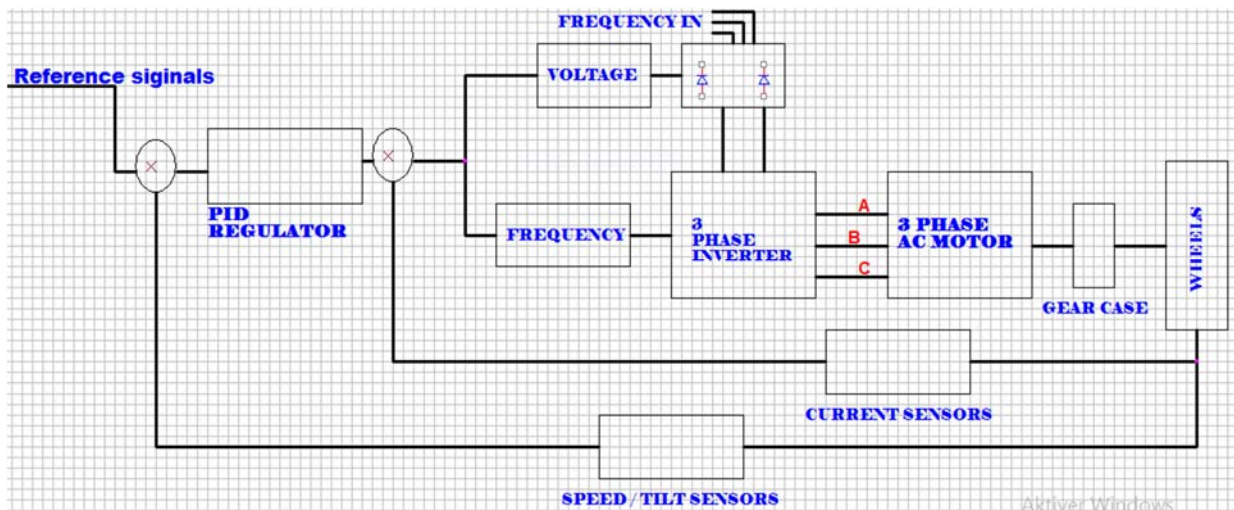 FREQUENCY IN
Reference siginals
VOLTAGE
PID
REGULATOR
FREQUENCY
3
PHASE
INVERTER
A
B
C
3 PHASE
AC MOTOR
WHEELS
GEAR CASE
CURRENT SENSORS
SPEED / TILT SENSORS
Aktiver Windows